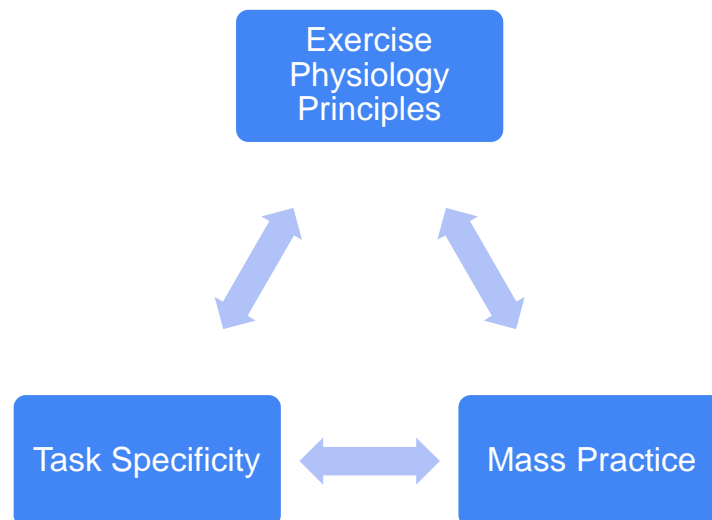 Exercise
Physiology
Principles
Task Specificity
Mass Practice